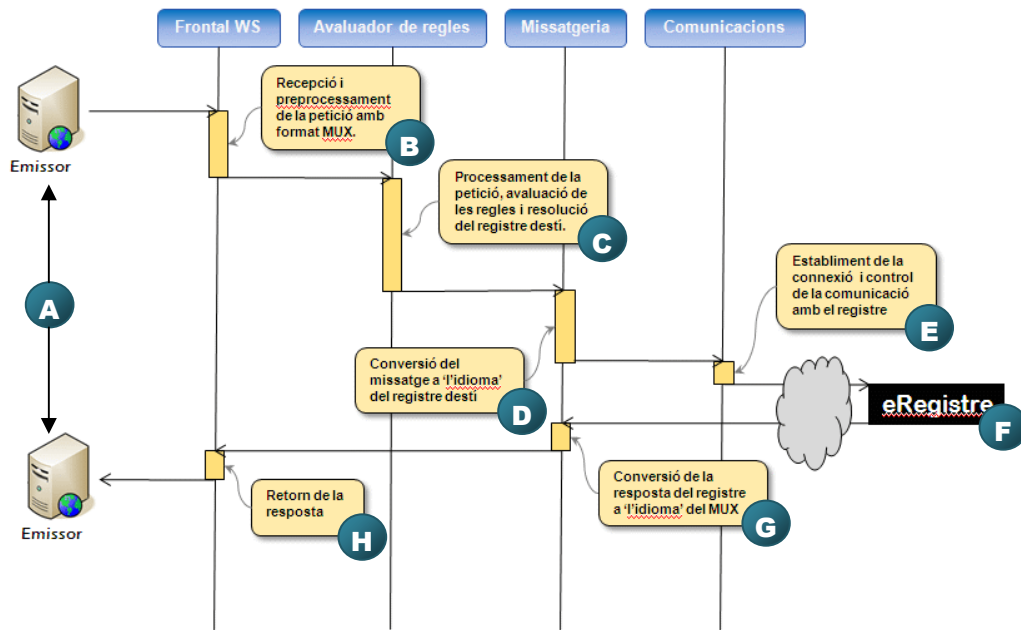 Frontal WS
Avaluador de regles
Missatgeria
Comunicacions
Emissor
Recepció i
preprocessament
de la petició amb
format MUX.
B
Processament de la
petició, avaluació de
les regles i resolució
del registre destí.
C
A
Establiment de la
connexió i control
de la comunicació
amb el registre
E
Conversió del
missatge a ‘l’idioma’
del registre destí
D
eRegistre
F
Conversió de la
resposta del registre
a ‘l’idioma’ del MUX
G
Retorn de la
resposta
H
Emissor